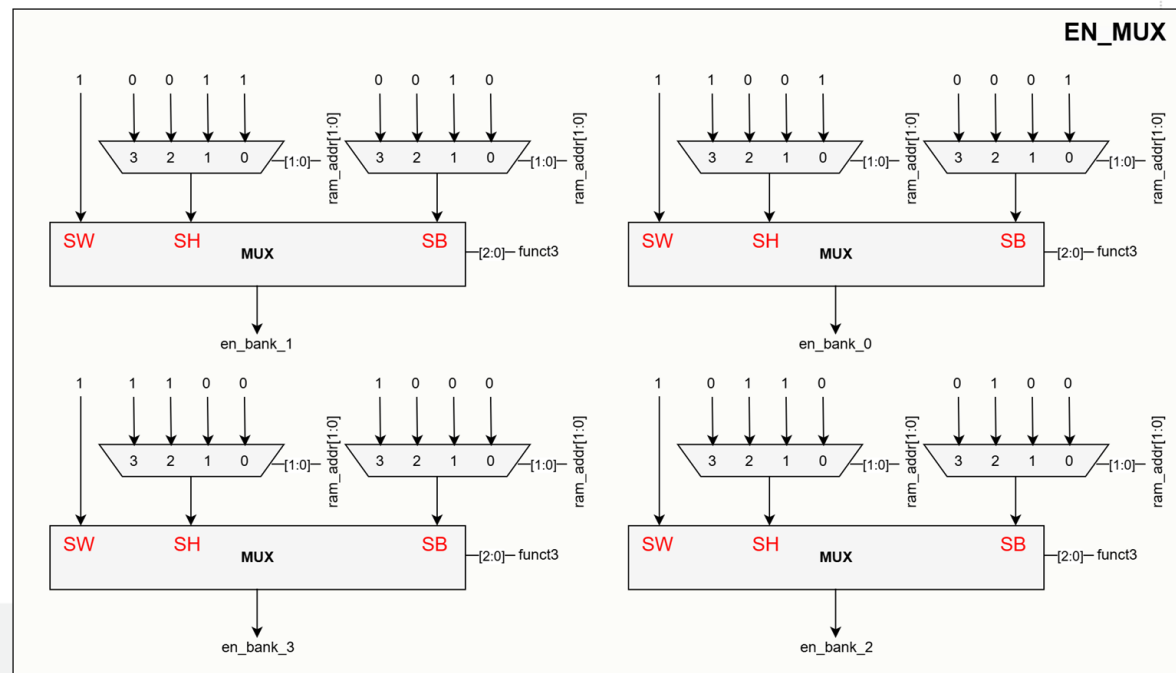 EN_MUX
1 0 0 1 1 0 0 1 0
3 2 1 0 [1:0] ram_addr[1:0] 3 2 1 0 [1:0] ram_addr[1:0]
SW SH MUX SB [2:0] funct3
en_bank_1
1 1 0 0 1 0 0 0 1
3 2 1 0 [1:0] ram_addr[1:0] 3 2 1 0 [1:0] ram_addr[1:0]
SW SH MUX SB [2:0] funct3
en_bank_0
1 1 1 0 0 1 0 0 0
3 2 1 0 [1:0] ram_addr[1:0] 3 2 1 0 [1:0] ram_addr[1:0]
SW SH MUX SB [2:0] funct3
en_bank_3
1 0 1 1 0 0 1 0 0
3 2 1 0 [1:0] ram_addr[1:0] 3 2 1 0 [1:0] ram_addr[1:0]
SW SH MUX SB [2:0] funct3
en_bank_2